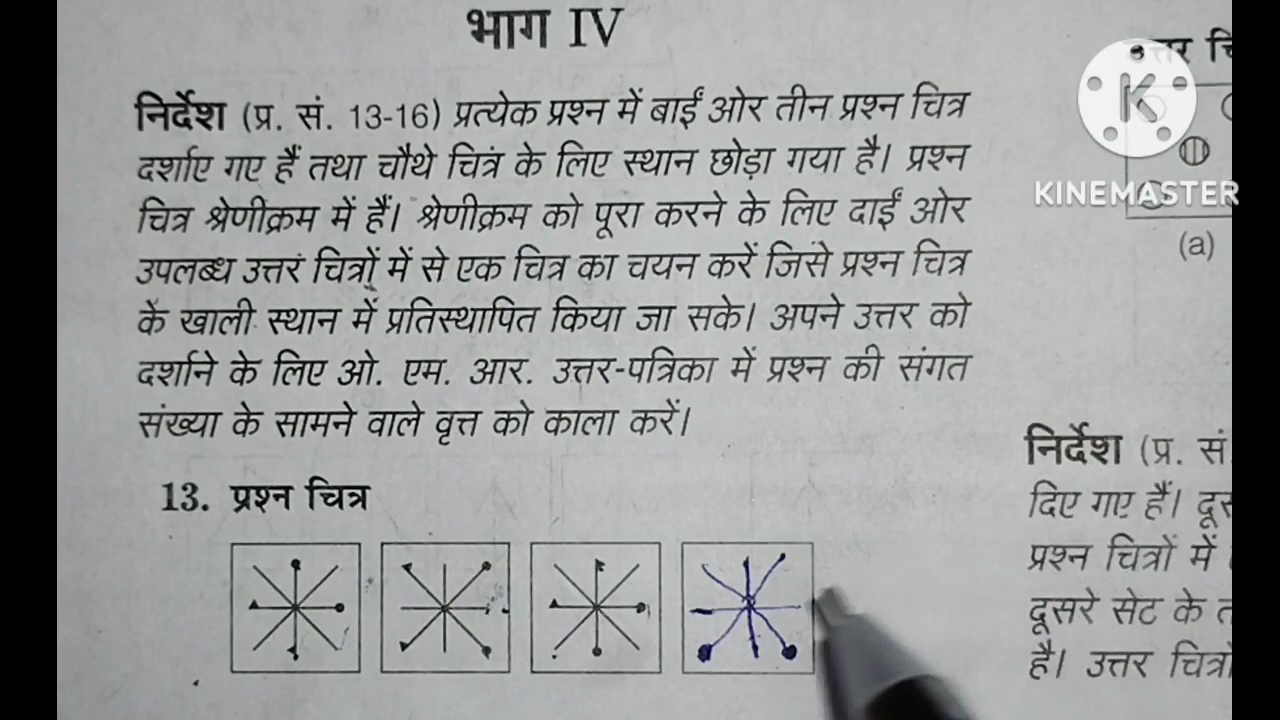 भाग IV
निर्देश (प्र. सं. 13-16) प्रत्येक प्रश्न में बाईं ओर तीन प्रश्न चित्र
दर्शाए गए हैं तथा चौथे चित्र के लिए स्थान छोड़ा गया है। प्रश्न
चित्र श्रेणीक्रम में हैं। श्रेणीक्रम को पूरा करने के लिए दाईं ओर
उपलब्ध उत्तर चित्रों में से एक चित्र का चयन करें जिसे प्रश्न चित्र
के खाली स्थान में प्रतिस्थापित किया जा सके। अपने उत्तर को
दर्शाने के लिए ओ. एम. आर. उत्तर-पत्रिका में प्रश्न की संगत
संख्या के सामने वाले वृत्त को काला करें।
13. प्रश्न चित्र
K
KINEMASTER
(a)
निर्देश (प्र. सं.
दिए गए हैं।
प्रश्न चित्रों में
दूसरे सेट के
है। उत्तर